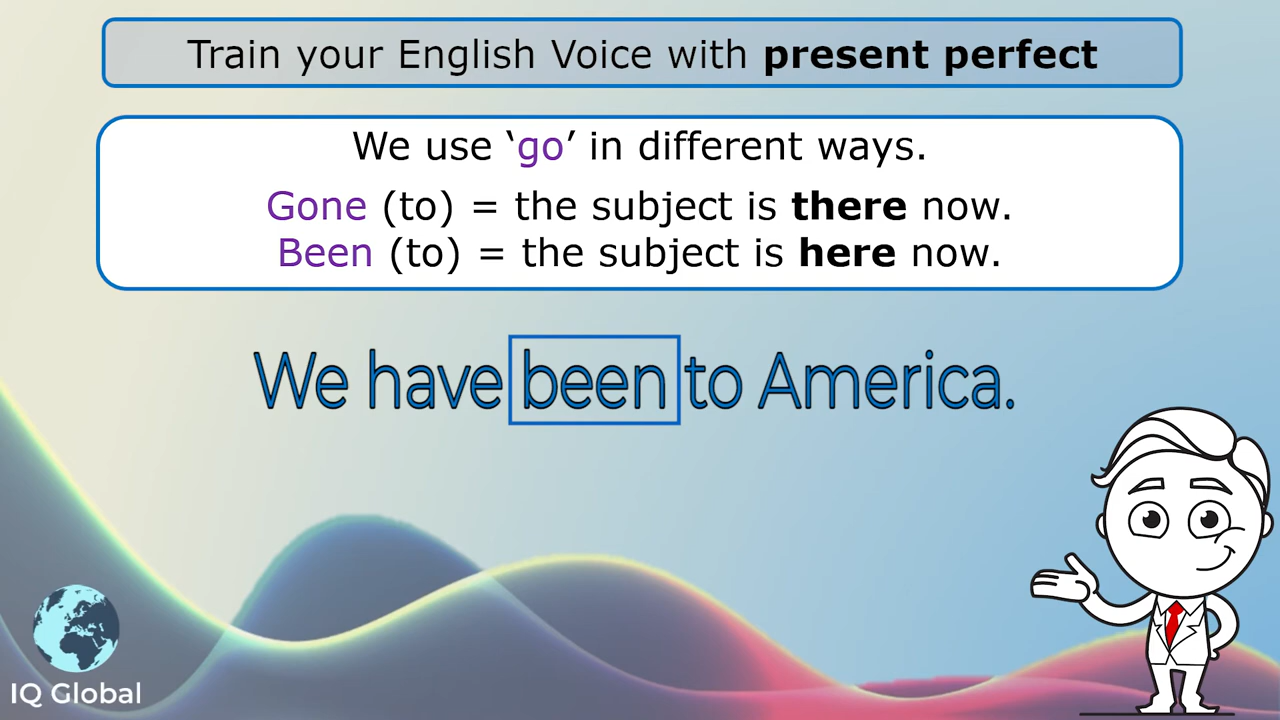 Train your English Voice with present perfect
We use ‘go’ in different ways.
Gone (to) = the subject is there now.
Been (to) = the subject is here now.
We have been to America.
IQ Global